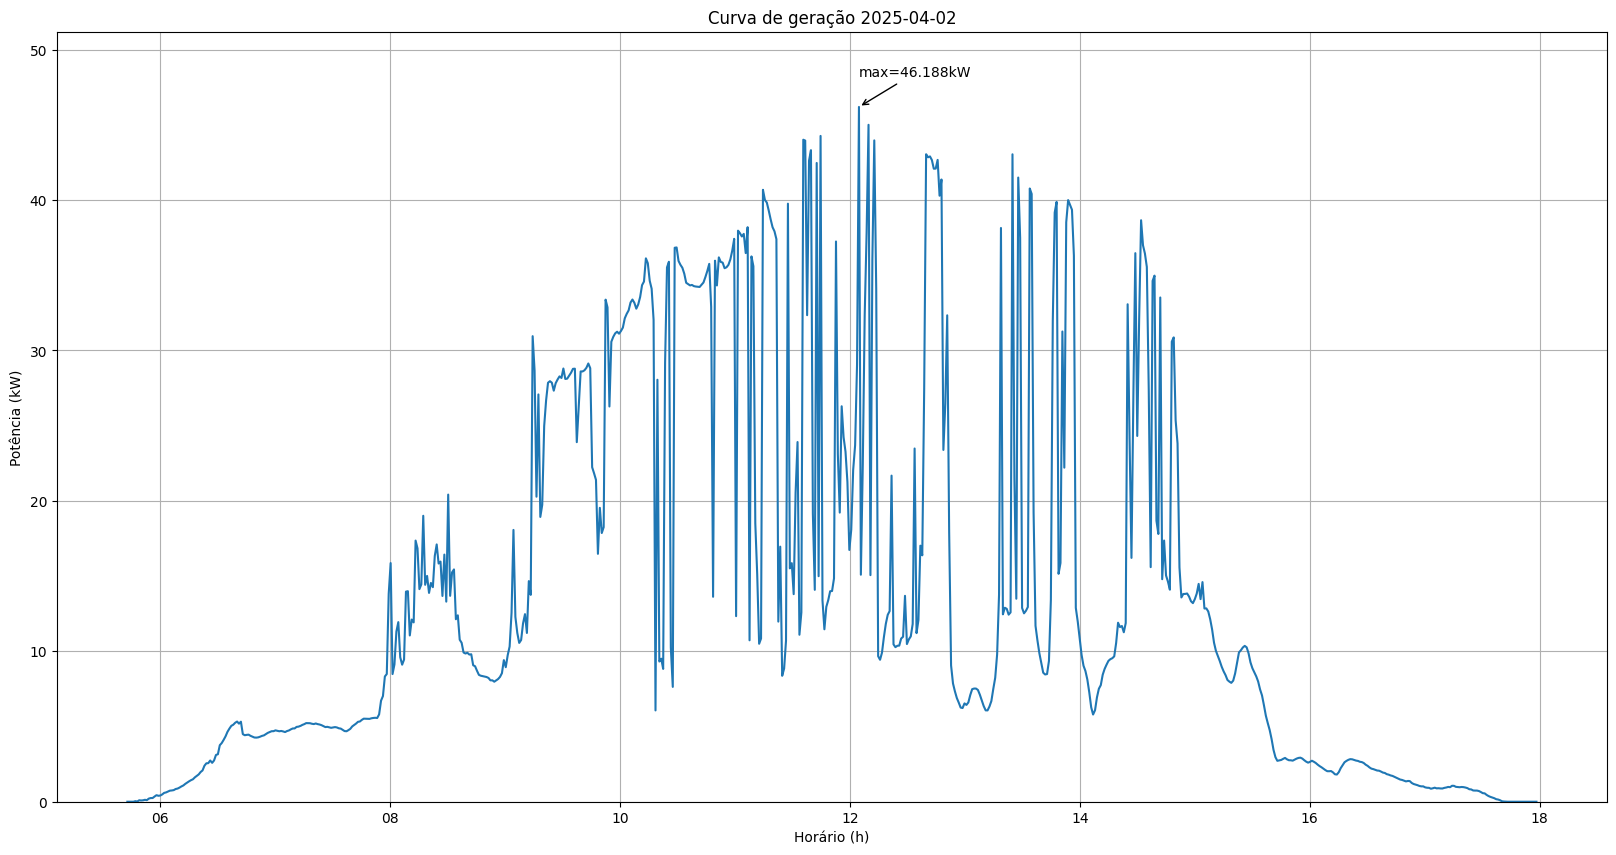 Curva de geração 2025-04-02
max=46.188kW
Potência (kW)
50
40
30
20
10
0
06 08 10 12 14 16 18
Horário (h)